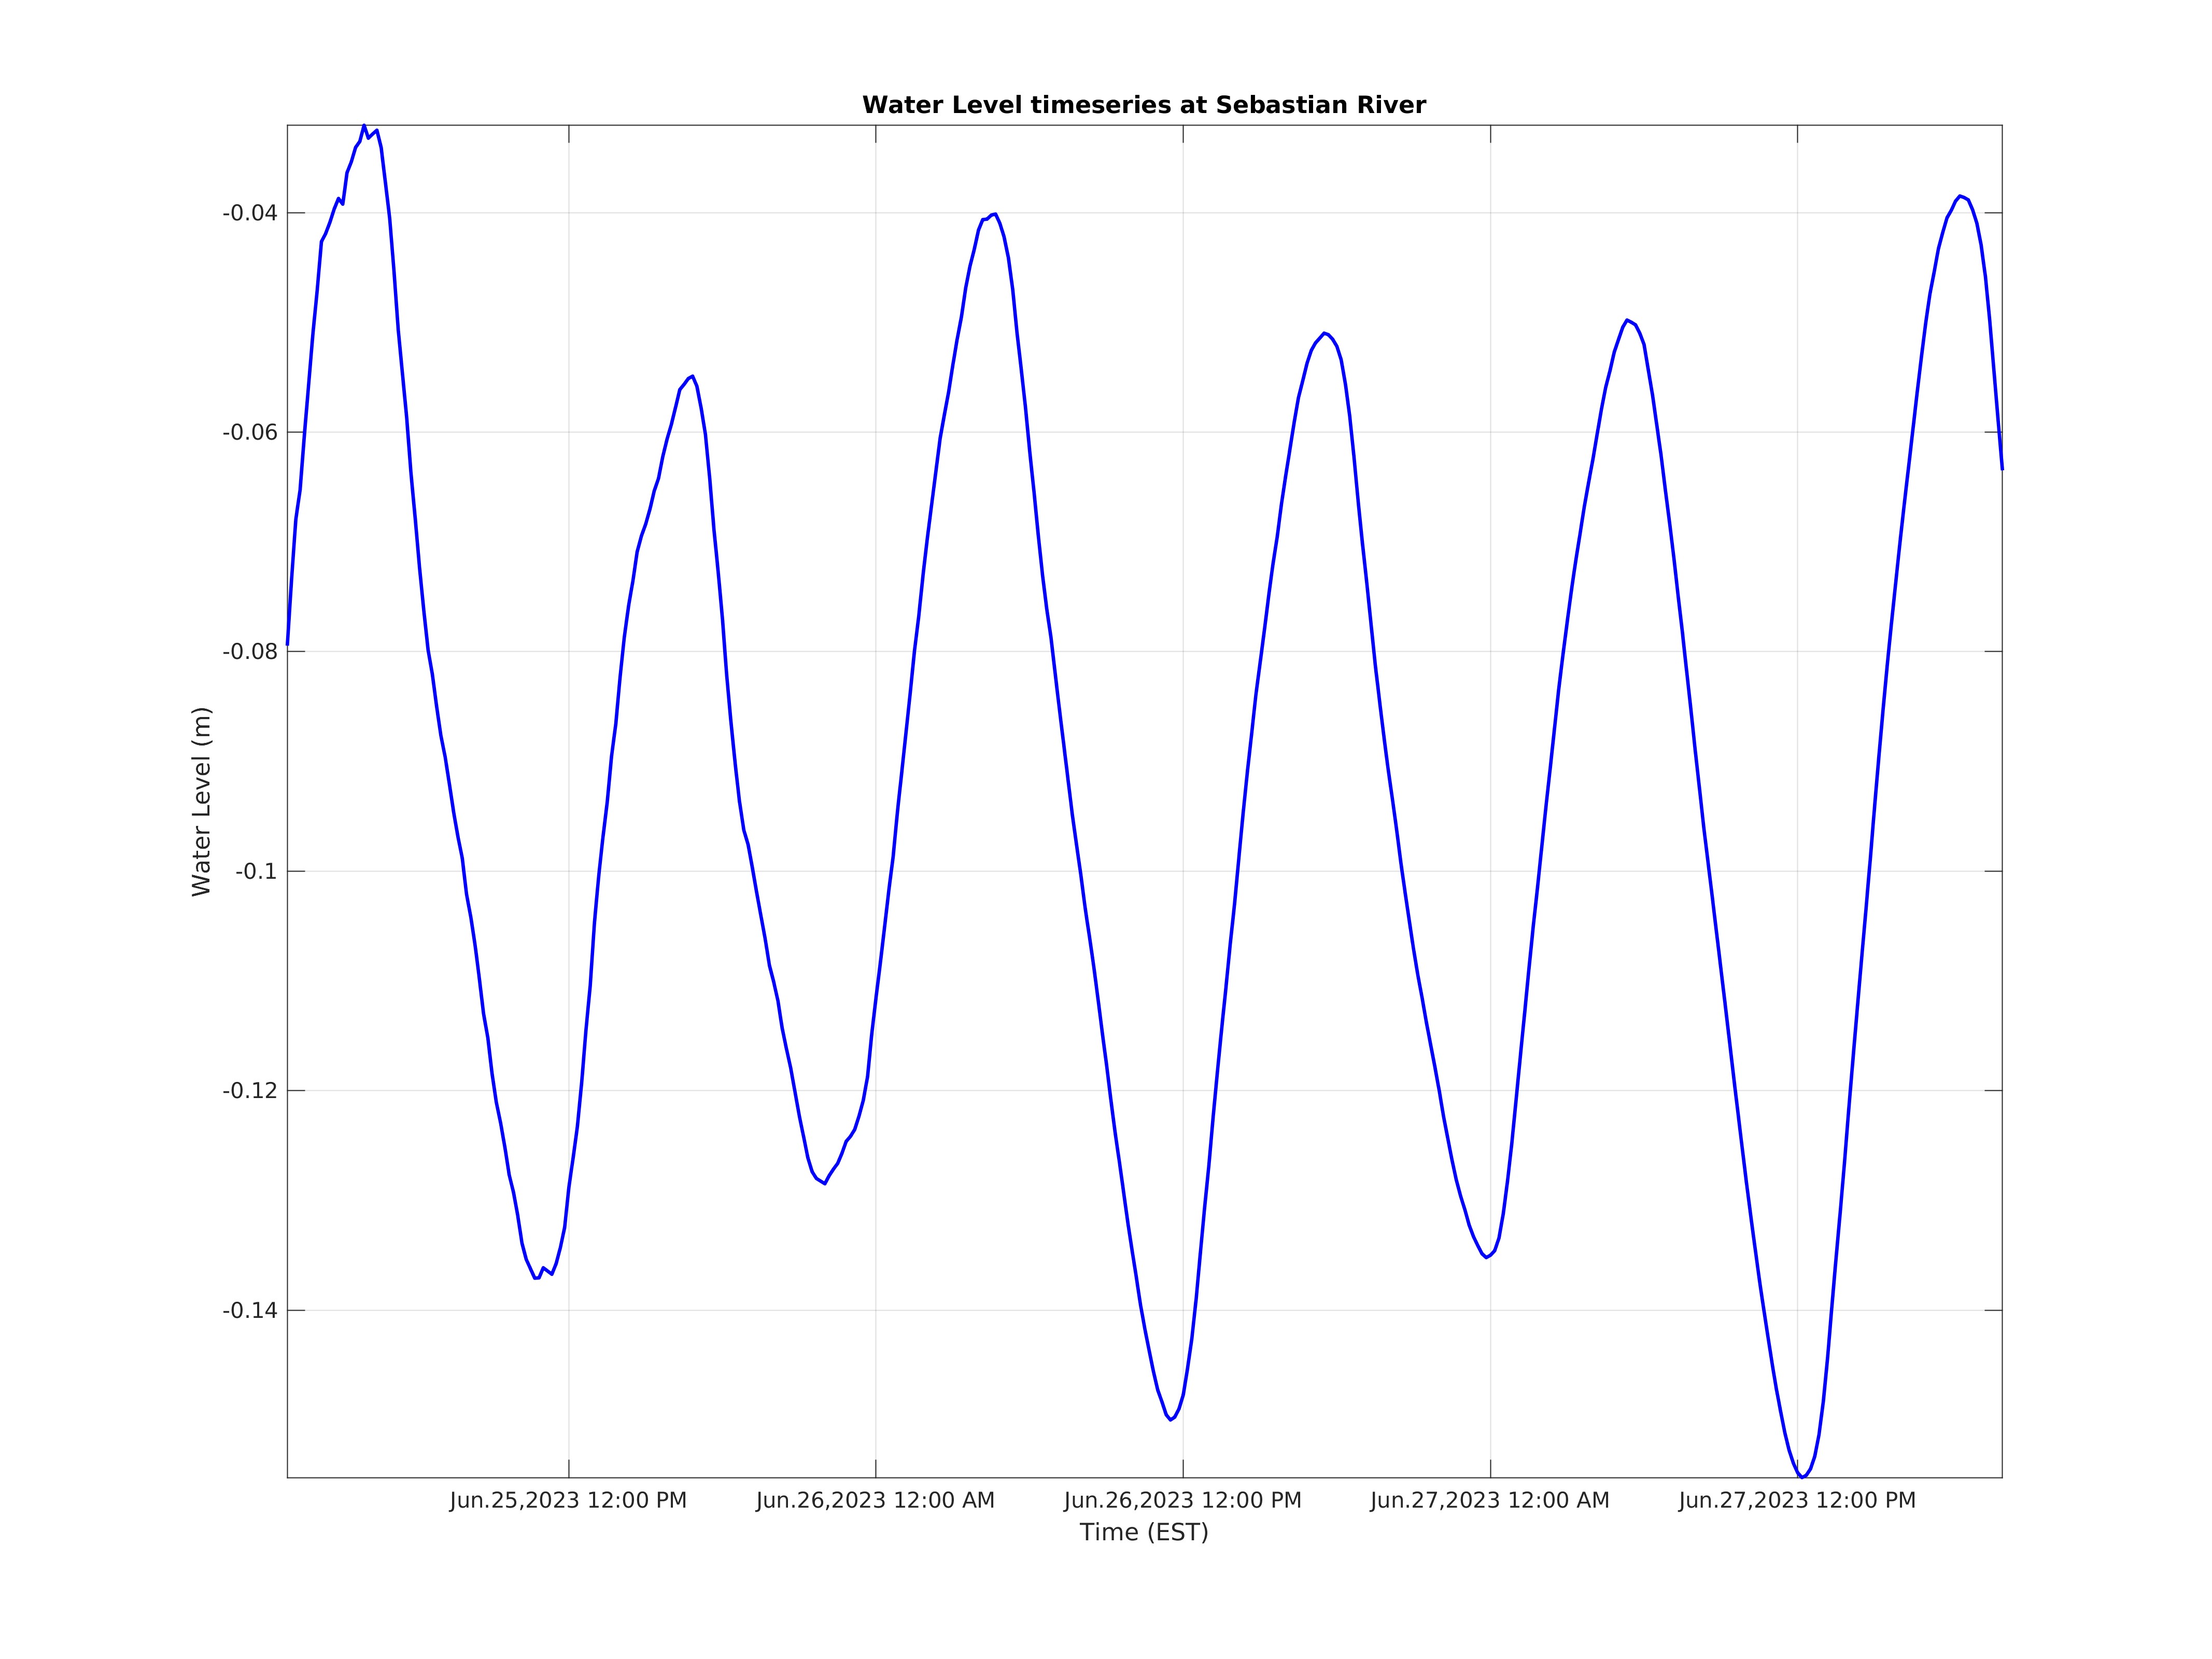 Water Level timeseries at Sebastian River
-0.04
-0.06
-0.08
-0.1
-0.12
-0.14
Water Level (m)
Jun.25,2023 12:00 PM
Jun.26,2023 12:00 AM
Jun.26,2023 12:00 PM
Jun.27,2023 12:00 AM
Jun.27,2023 12:00 PM
Time (EST)